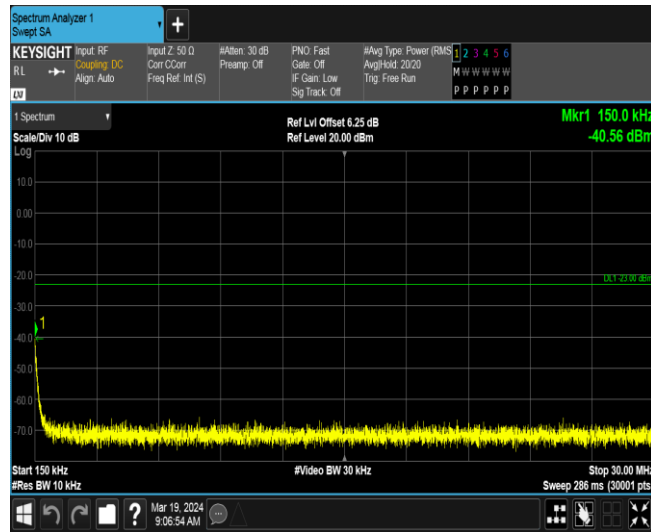 Spectrum Analyzer 1
Swept SA
+
KEYSIGHT
RL
LXI
Input: RF
Coupling: DC
Align: Auto
Input Z: 50 Ω
Corr CCorr
Freq Ref: Int (S)
#Atten: 30 dB
Preamp: Off
PNO: Fast
Gate: Off
IF Gain: Low
Sig Track: Off
#Avg Type: Power (RMS
Avg|Hold: 20/20
Trig: Free Run
1 2 3 4 5 6
M W W W W W
P P P P P P
1 Spectrum
Scale/Div 10 dB
Log
Ref Lvl Offset 6.25 dB
Ref Level 20.00 dBm
Mkr1 150.0 kHz
-40.56 dBm
10.0
0.00
-10.0
-20.0
DL1 -23.00 dBm
-30.0
1
-40.0
-50.0
-60.0
-70.0
Start 150 kHz
#Res BW 10 kHz
#Video BW 30 kHz
Stop 30.00 MHz
Sweep 286 ms (30001 pts)
?
Mar 19, 2024
9:06:54 AM